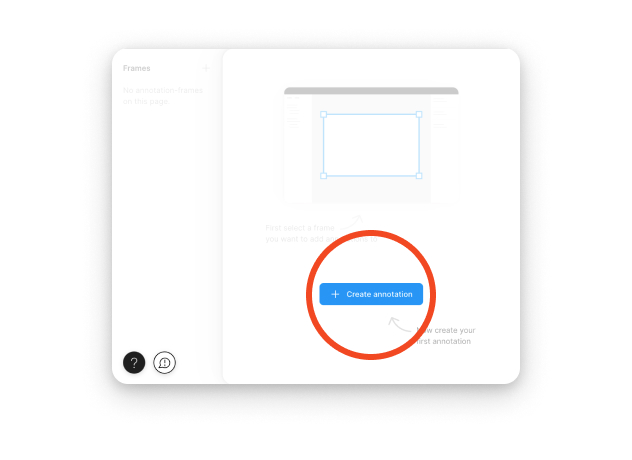 Frames
No annotation frames
on this page
First select a frame
you want to add
Create annotation
Now create your
first annotation
?